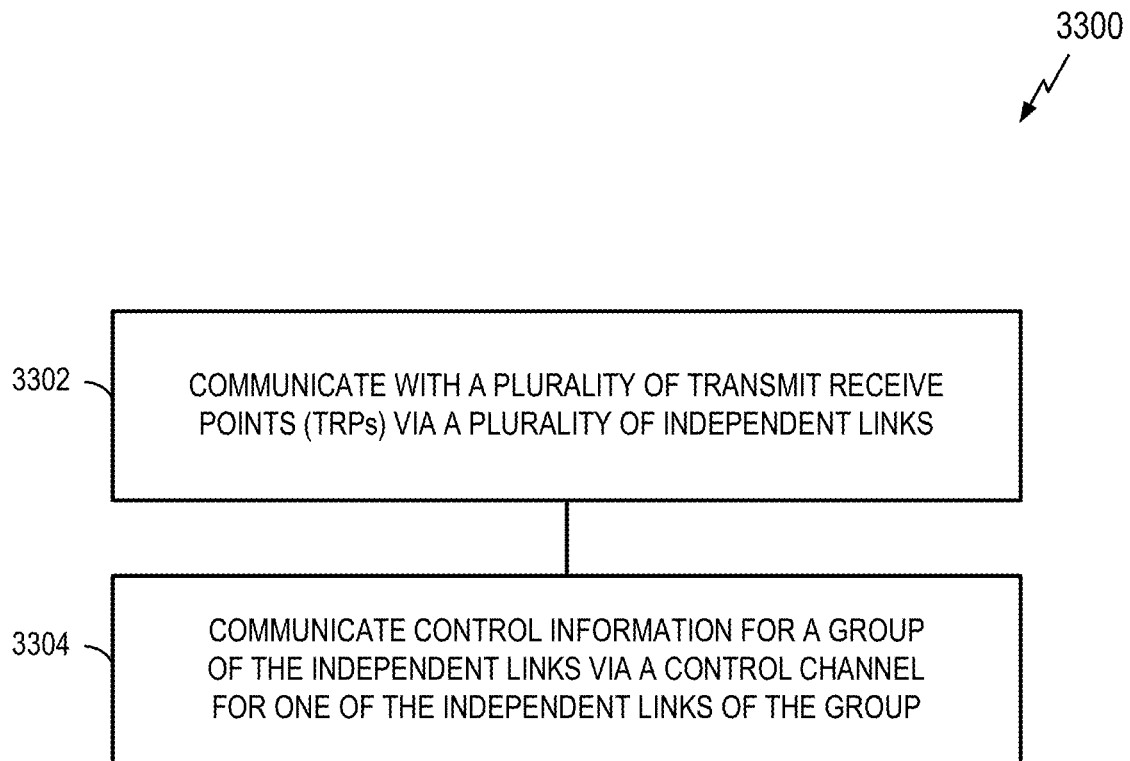 3300
3302
COMMUNICATE WITH A PLURALITY OF TRANSMIT RECEIVE
POINTS (TRPs) VIA A PLURALITY OF INDEPENDENT LINKS
3304
COMMUNICATE CONTROL INFORMATION FOR A GROUP
OF THE INDEPENDENT LINKS VIA A CONTROL CHANNEL
FOR ONE OF THE INDEPENDENT LINKS OF THE GROUP